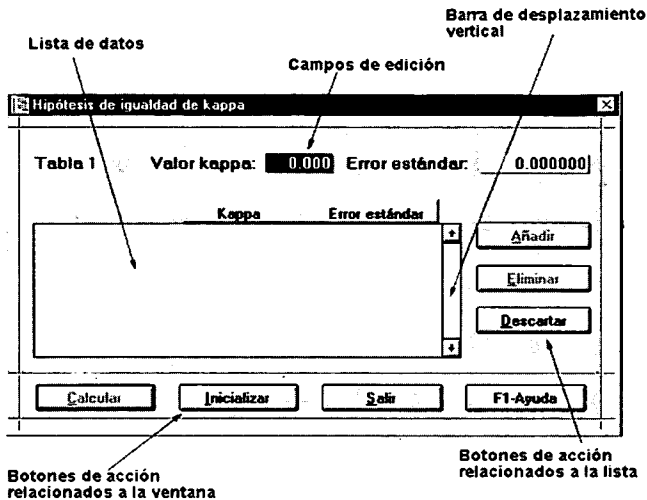 Barra de desplazamiento
vertical
Lista de datos
Campos de edición
Hipótesis de igualdad de kappa
Tabla 1 Valor kappa: 0.000 Error estándar: 0.000000
Kappa Error estándar
Añadir
Eliminar
Descartar
Calcular Inicializar Salir F1-Ayuda
Botones de acción
relacionados a la lista
Botones de acción
relacionados a la ventana